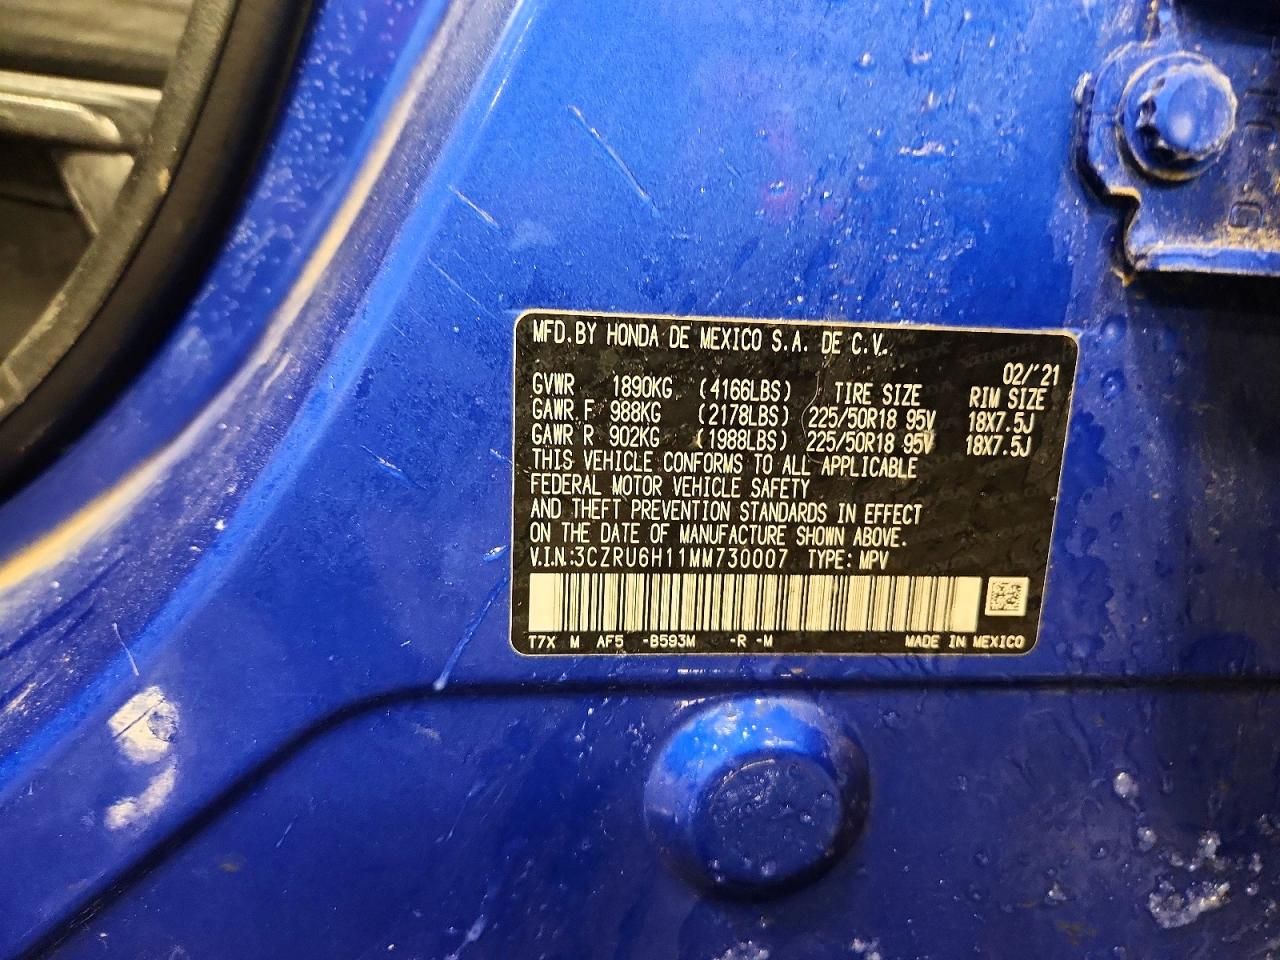 MFD.BY HONDA DE MEXICO S.A. DE C.V.
02/'21
GVWR 1890KG (4166LBS) TIRE SIZE RIM SIZE
GAWR F 988KG (2178LBS) 225/50R18 95V 18X7.5J
GAWR R 902KG (1988LBS) 225/50R18 95V 18X7.5J
THIS VEHICLE CONFORMS TO ALL APPLICABLE
FEDERAL MOTOR VEHICLE SAFETY
AND THEFT PREVENTION STANDARDS IN EFFECT
ON THE DATE OF MANUFACTURE SHOWN ABOVE.
V.I.N.:3CZRU6H11MM730007 TYPE: MPV
T7X M AF5 -B593M -R -M MADE IN MEXICO